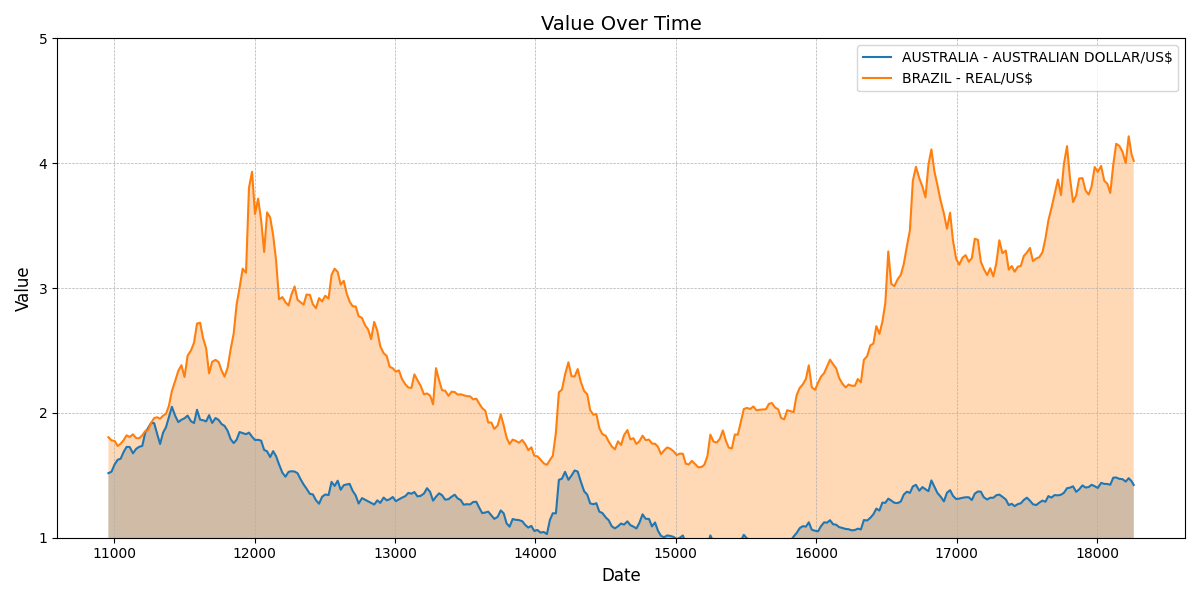 Value Over Time
AUSTRALIA - AUSTRALIAN DOLLAR/US$
BRAZIL - REAL/US$
Value
5
4
3
2
1
11000 12000 13000 14000 15000 16000 17000 18000
Date